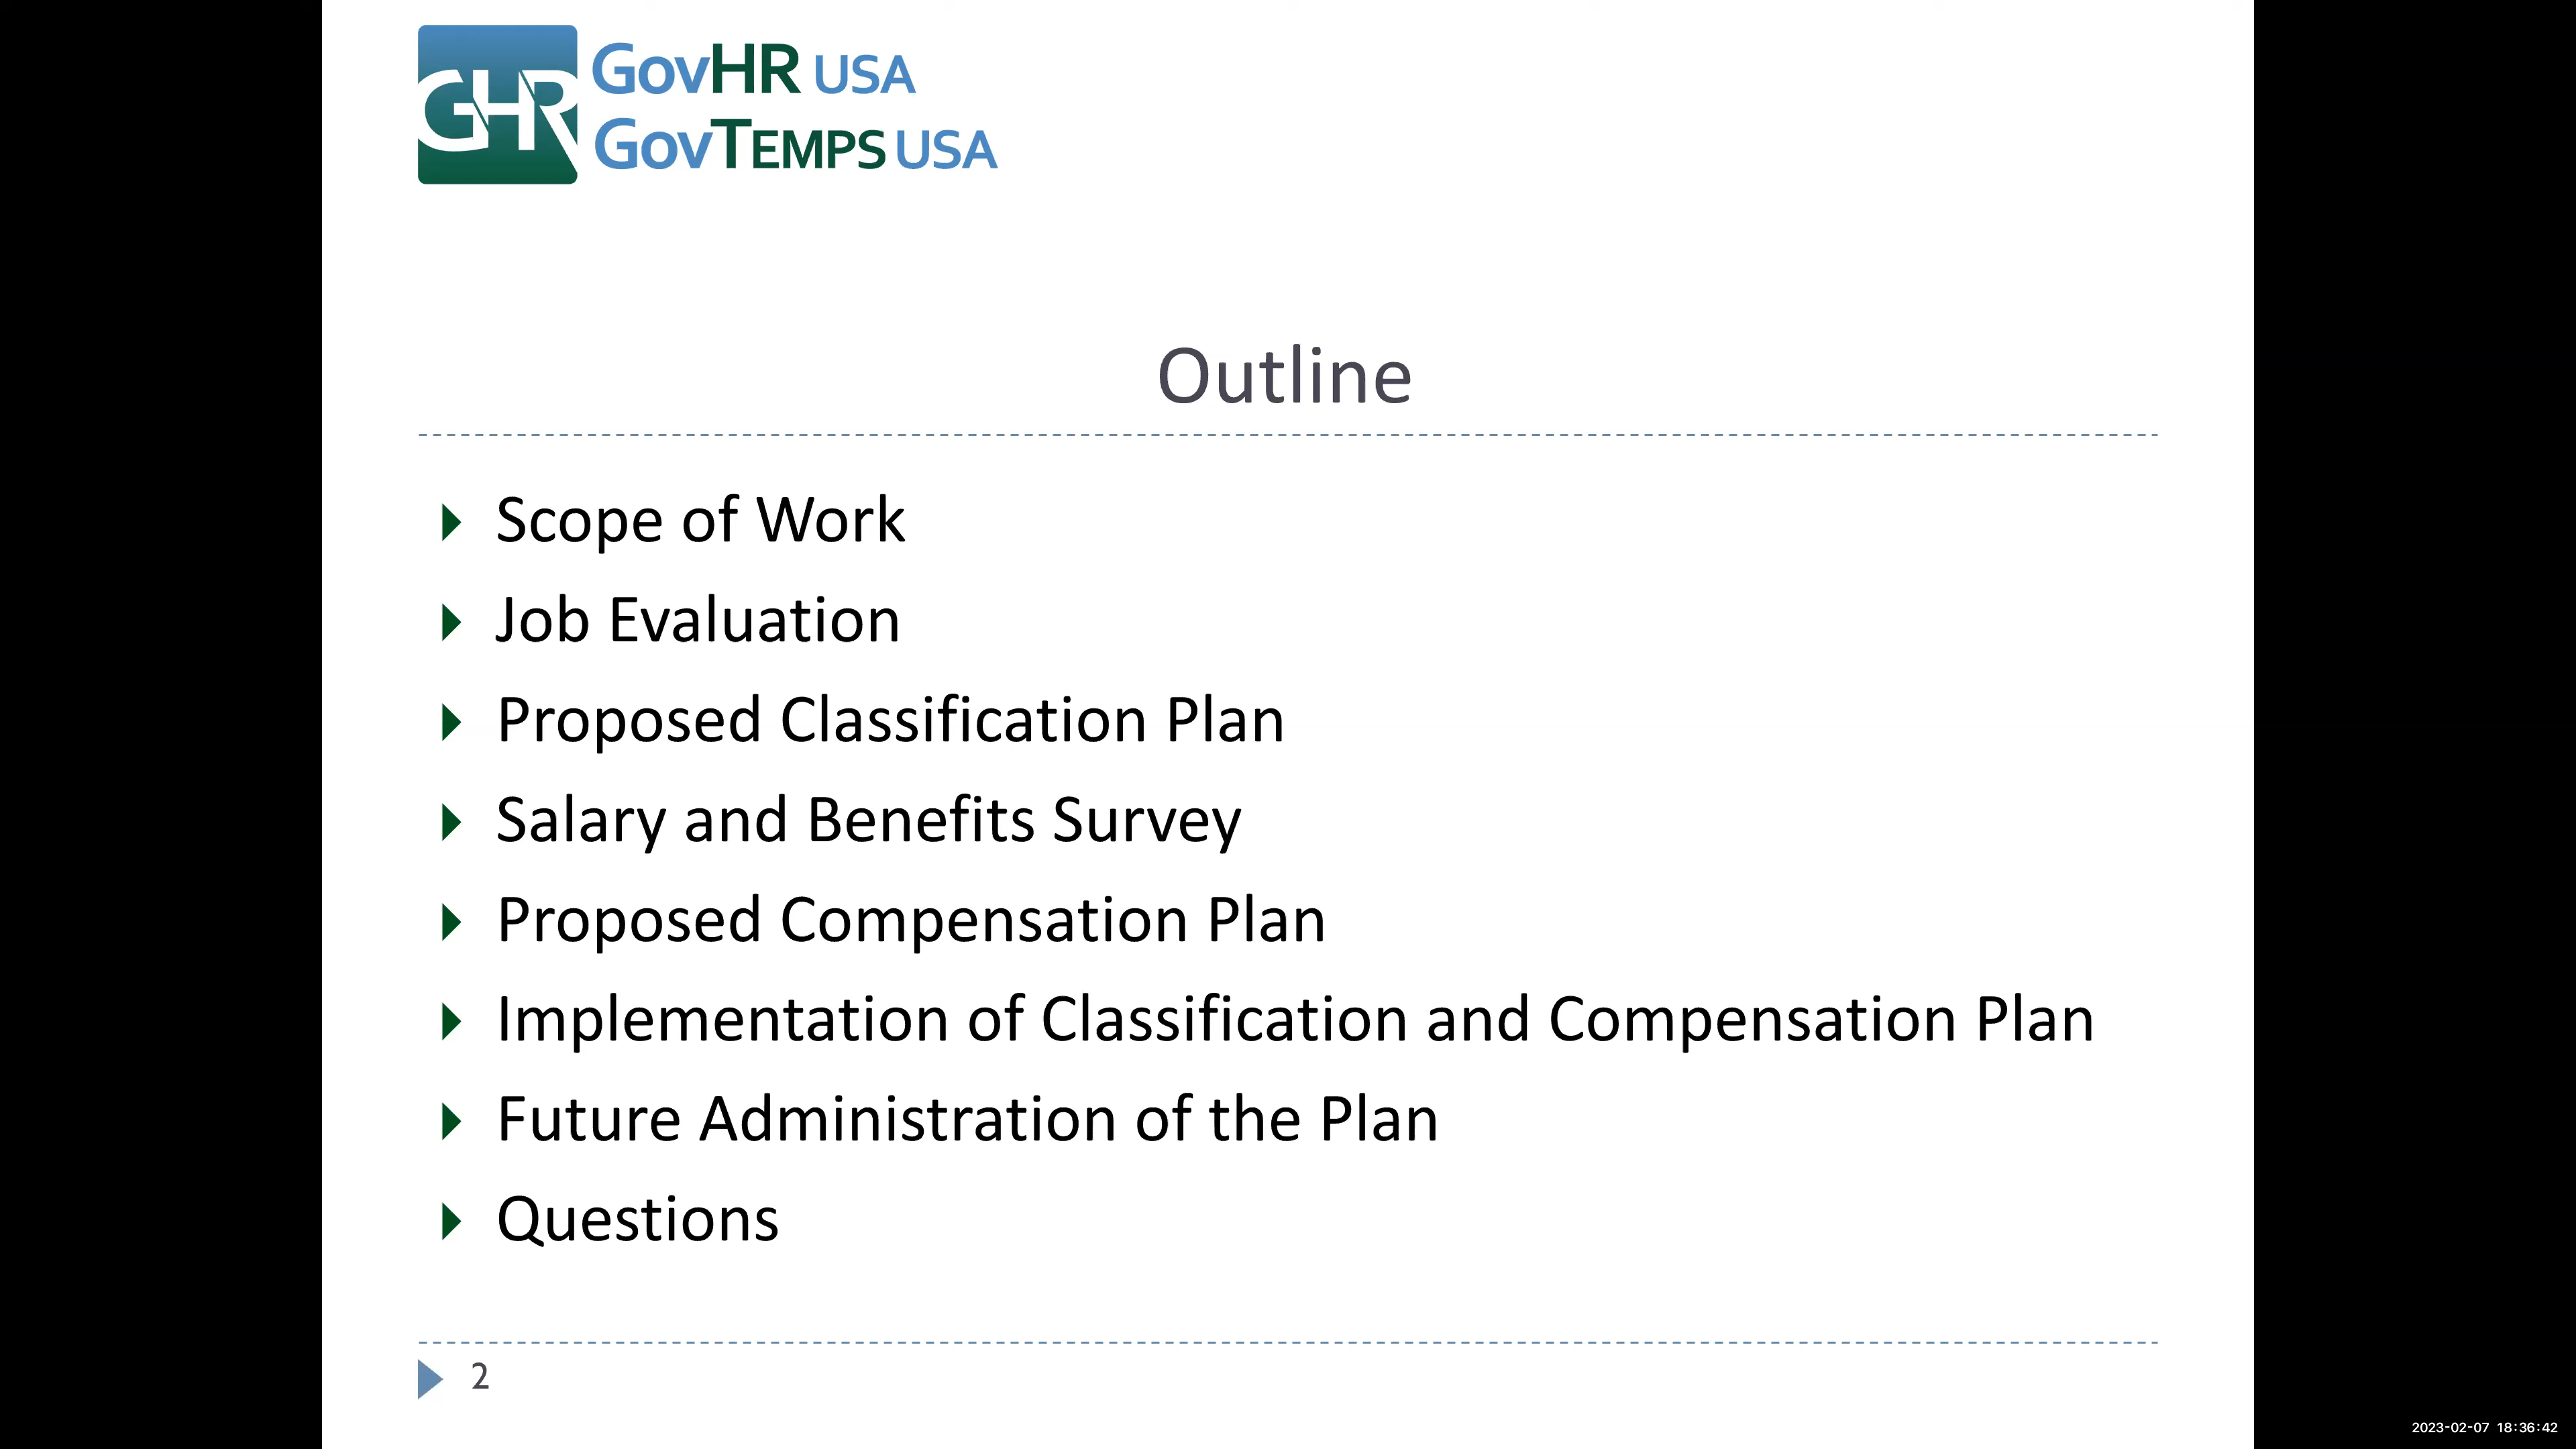 GHR
GovHR USA
GovTEMPS USA
Outline
Scope of Work
Job Evaluation
Proposed Classification Plan
Salary and Benefits Survey
Proposed Compensation Plan
Implementation of Classification and Compensation Plan
Future Administration of the Plan
Questions
2
2023-02-07 18:36:42